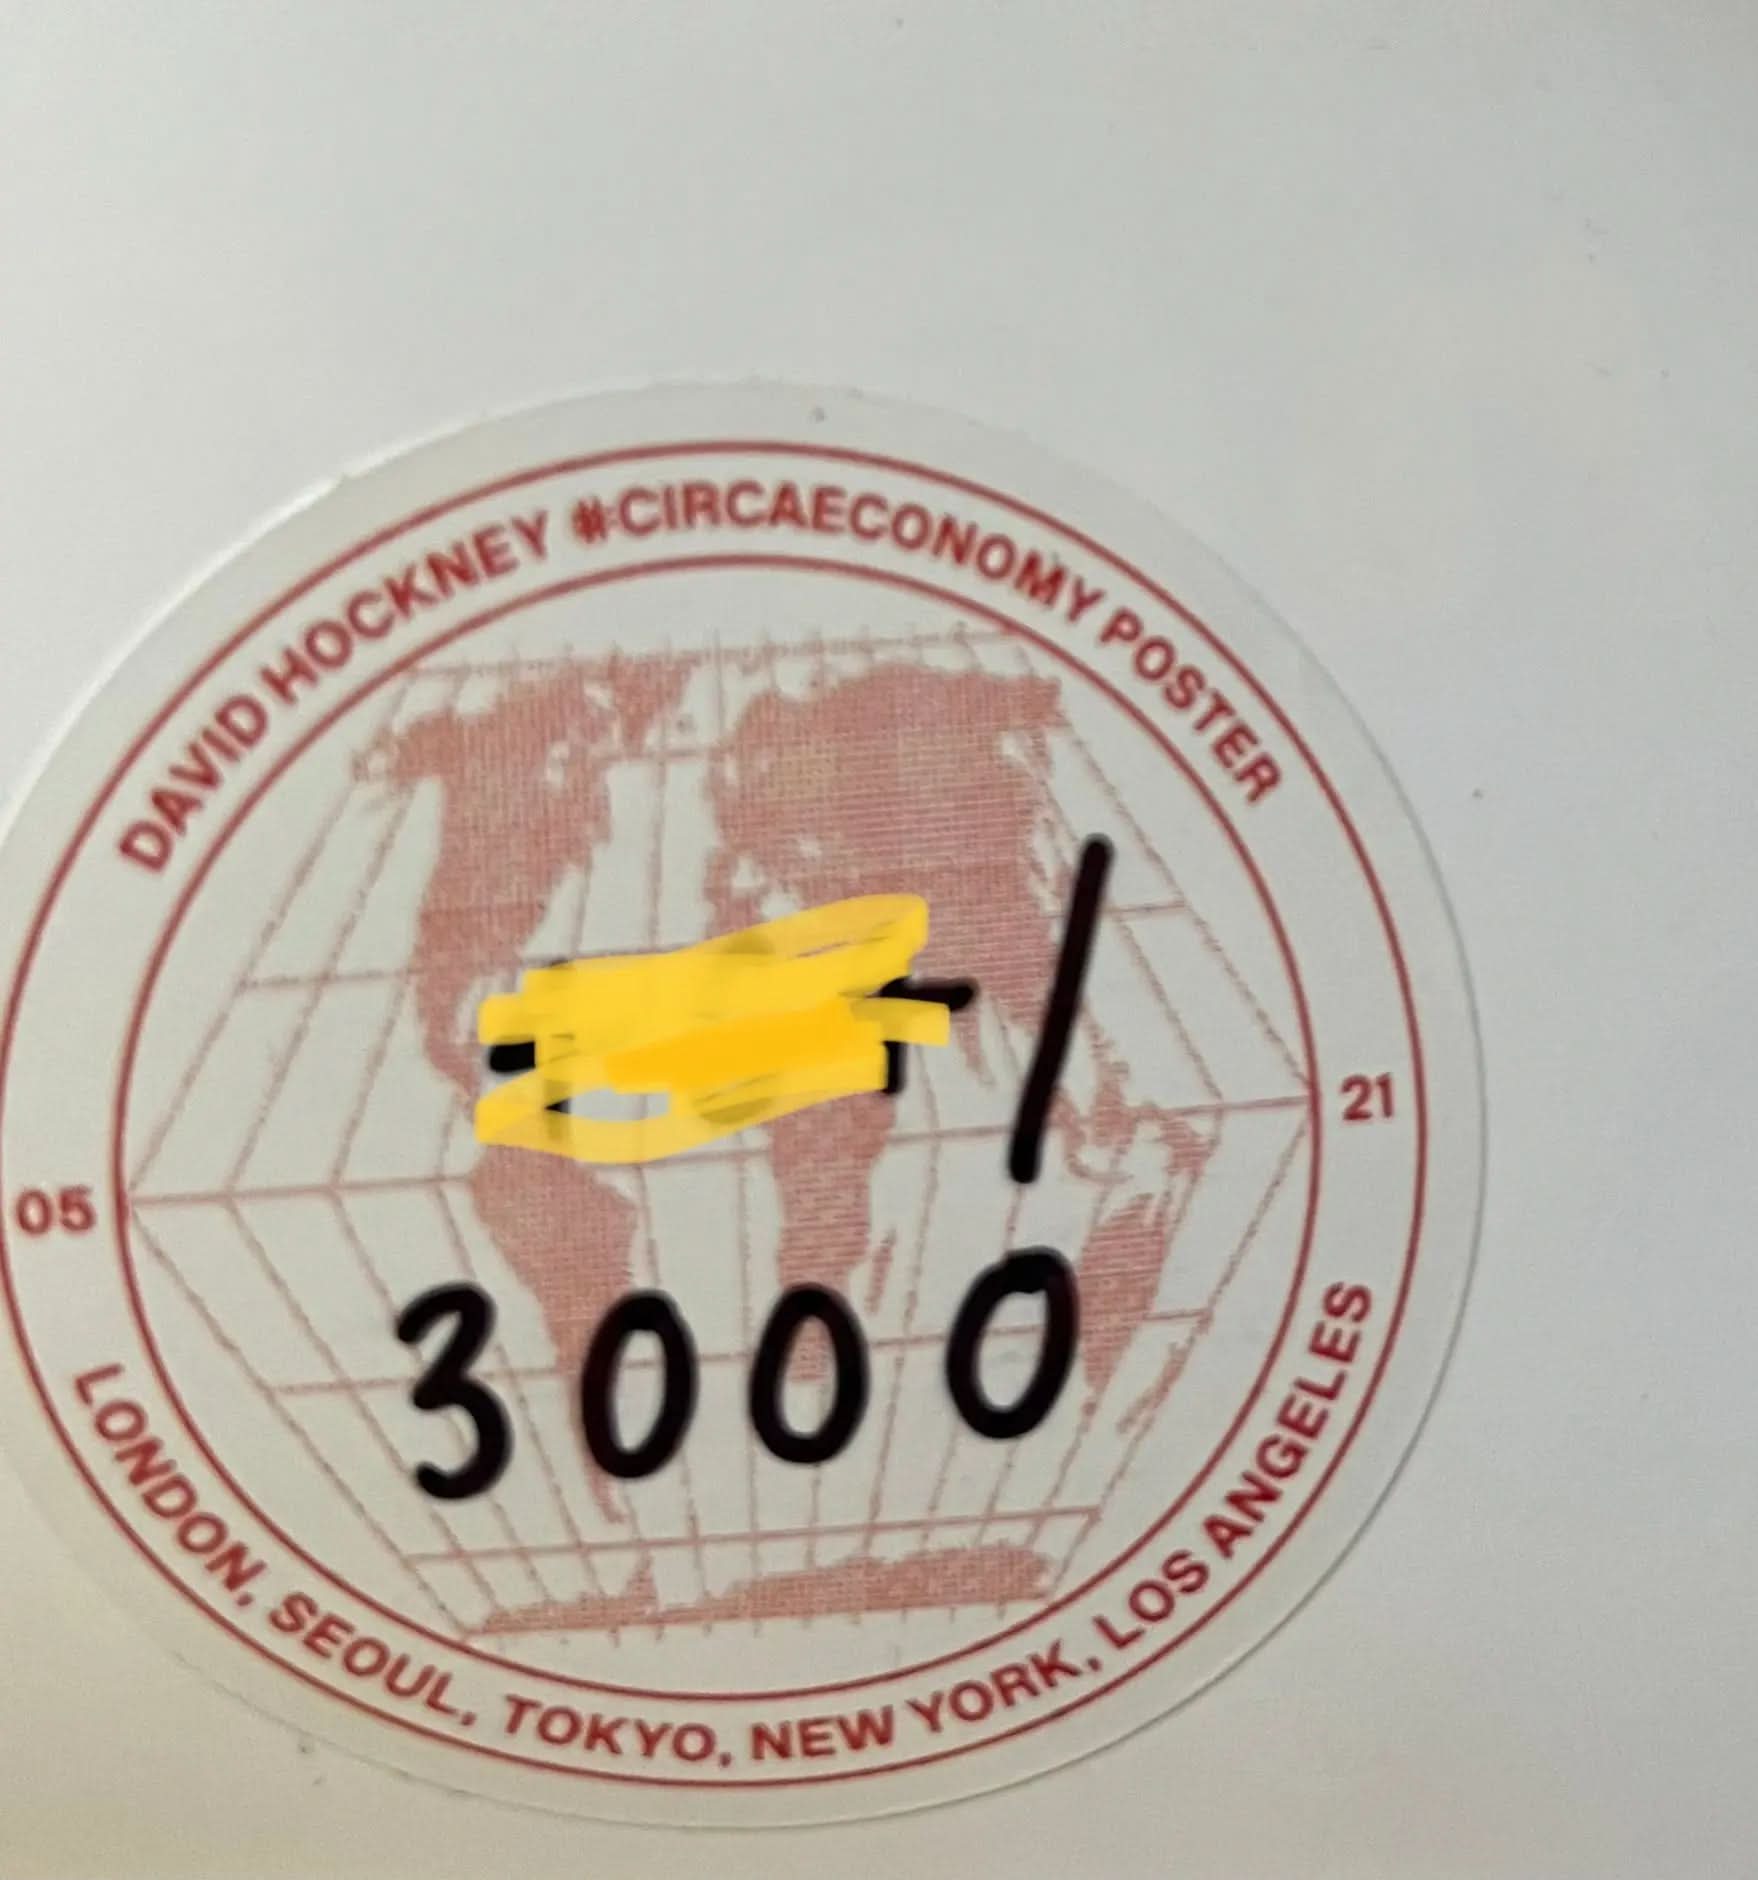 DAVID HOCKNEY #CIRCAECONOMY POSTER
05
21
/
3000
LONDON, SEOUL, TOKYO, NEW YORK, LOS ANGELES